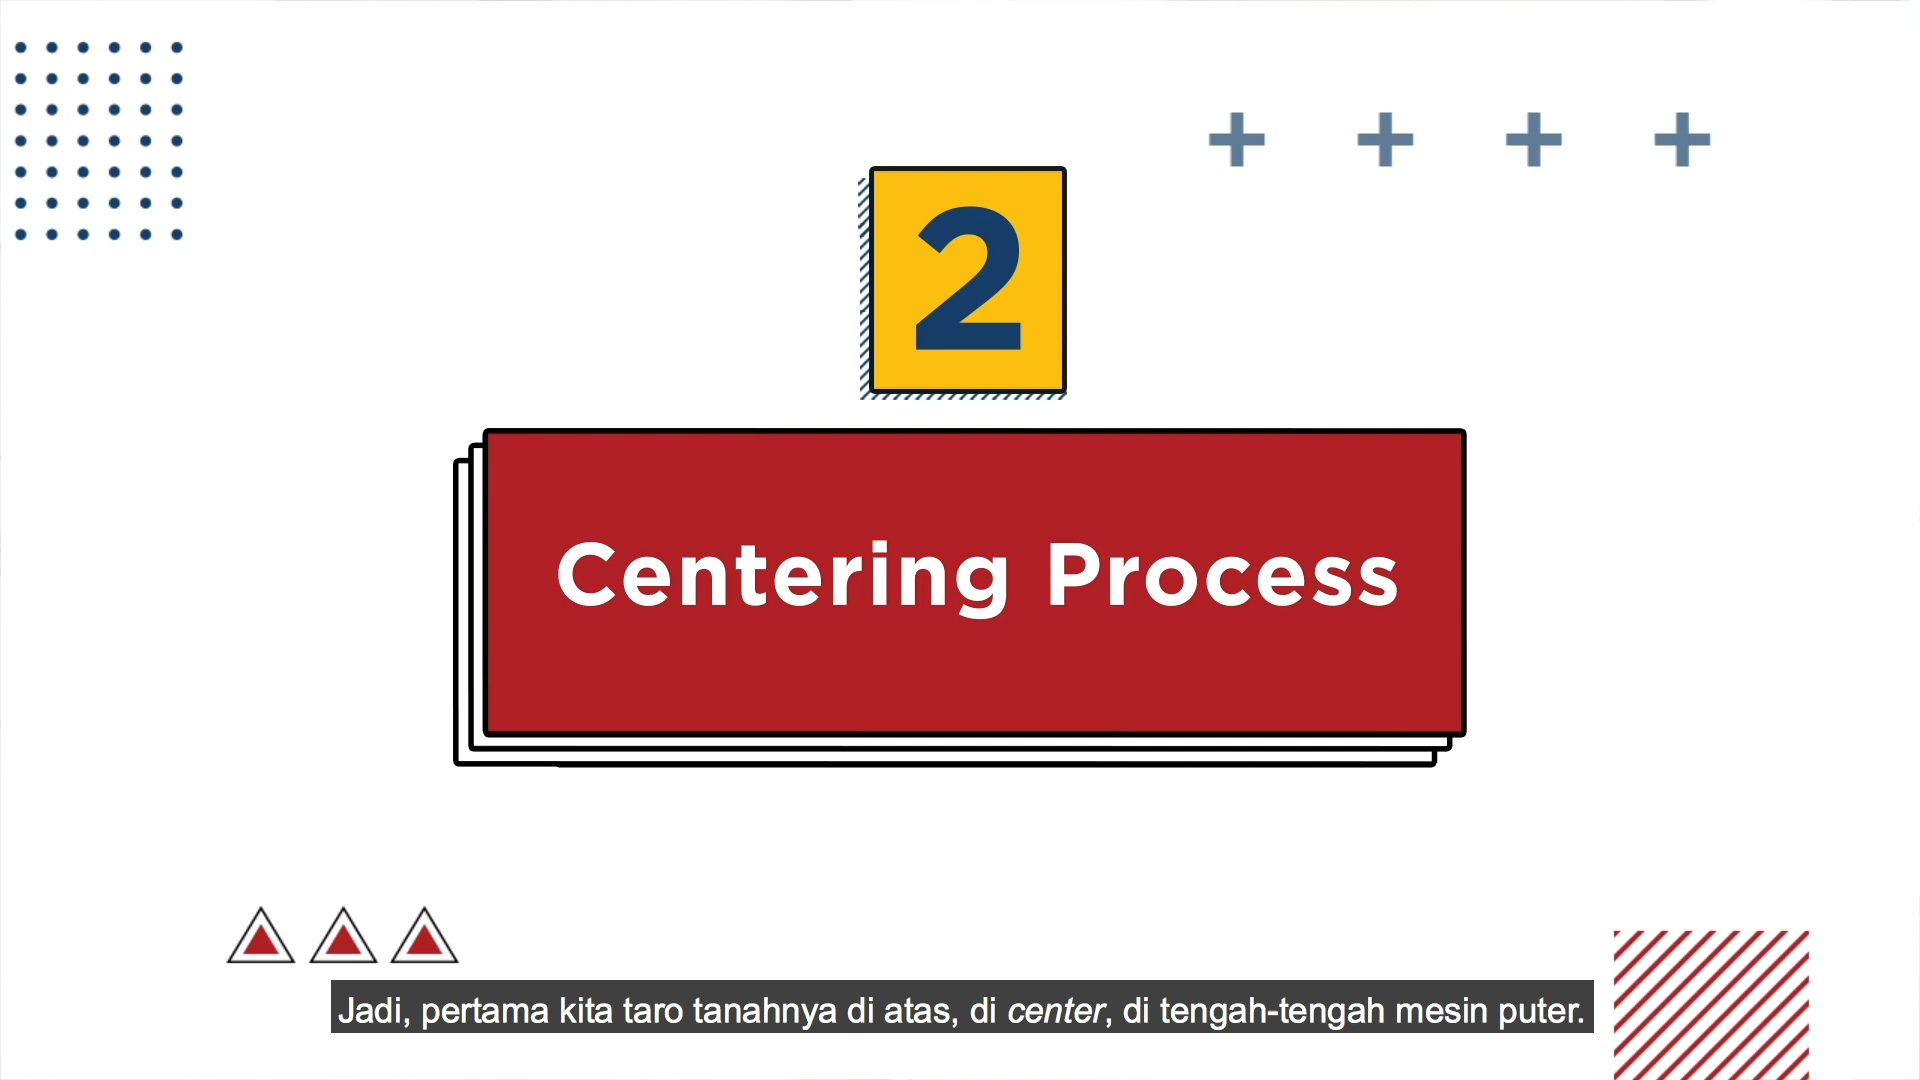 2
Centering Process
Jadi, pertama kita taro tanahnya di atas, di center, di tengah-tengah mesin puter.